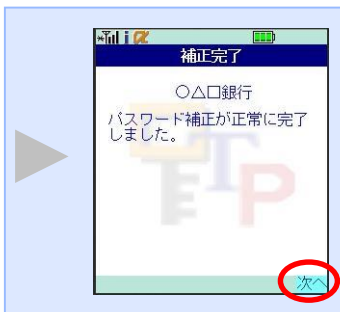 i α
補正完了
○△□銀行
パスワード補正が正常に完了
しました。
TP
次へ